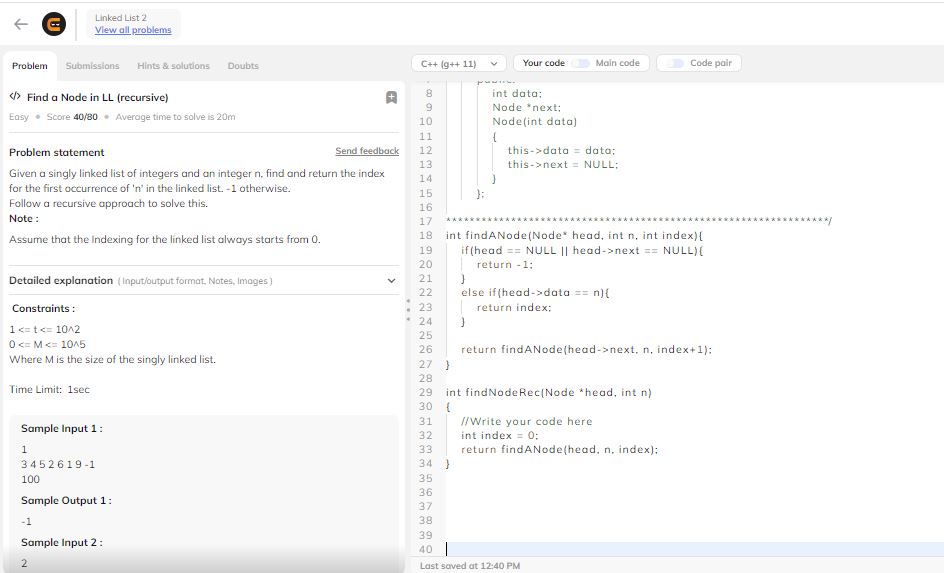 Linked List 2
View all problems
Problem Submissions Hints & solutions Doubts
</> Find a Node in LL (recursive)
Easy Score 40/80 Average time to solve is 20m
Problem statement Send feedback
Given a singly linked list of integers and an integer n, find and return the index
for the first occurrence of 'n' in the linked list. -1 otherwise.
Follow a recursive approach to solve this.
Note :
Assume that the Indexing for the linked list always starts from 0.
Detailed explanation ( Input/output format, Notes, Images )
Constraints :
1 <= t <= 10^2
0 <= M <= 10^5
Where M is the size of the singly linked list.
Time Limit: 1sec
Sample Input 1 :
1
3 4 5 2 6 1 9 -1
100
Sample Output 1 :
-1
Sample Input 2 :
2
C++ (g++ 11) Your code Main code Code pair
public:
8 int data;
9 Node *next;
10 Node(int data)
11 {
12 this->data = data;
13 this->next = NULL;
14 }
15 };
16
17 *****************************************************************/
18 int findANode(Node* head, int n, int index){
19 if(head == NULL || head->next == NULL){
20 return -1;
21 }
22 else if(head->data == n){
23 return index;
24 }
25
26 return findANode(head->next, n, index+1);
27 }
28
29 int findNodeRec(Node *head, int n)
30 {
31 //Write your code here
32 int index = 0;
33 return findANode(head, n, index);
34 }
35
36
37
38
39
40
Last saved at 12:40 PM